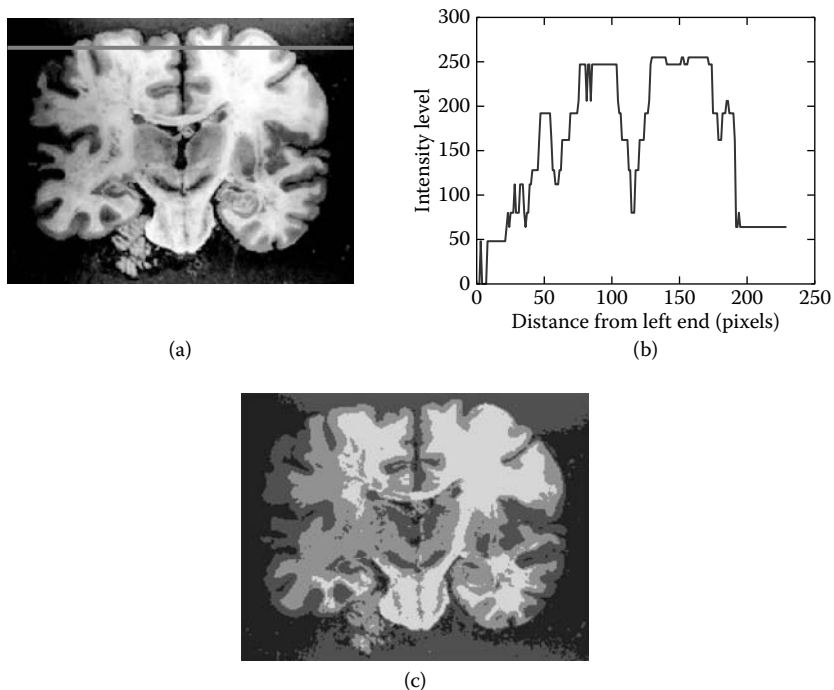 300
250
200
150
100
50
0
Intensity level
0 50 100 150 200 250
Distance from left end (pixels)
(a)
(b)
(c)